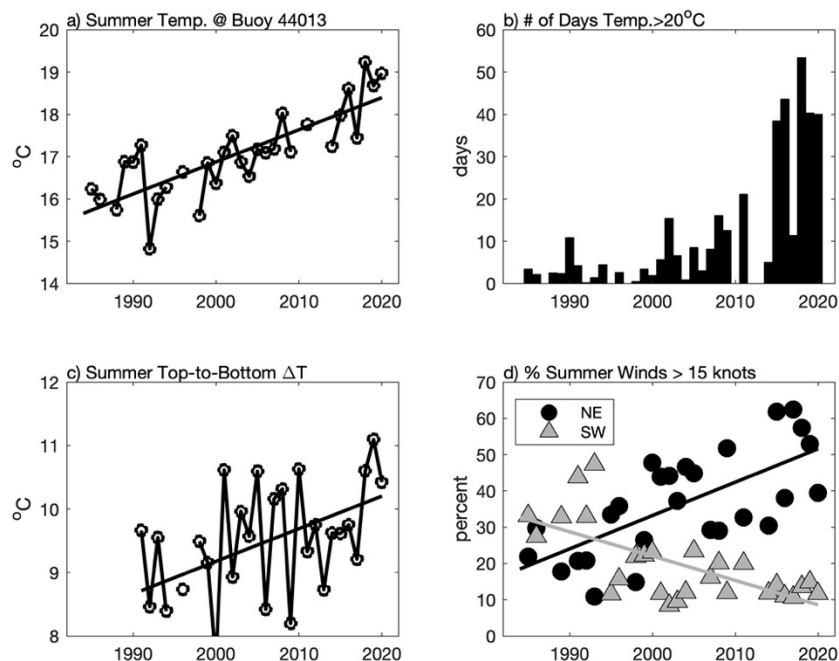 a) Summer Temp. @ Buoy 44013
20
19
18
17
16
15
14
°C
1990 2000 2010 2020
b) # of Days Temp.>20°C
60
50
40
30
20
10
0
days
1990 2000 2010 2020
c) Summer Top-to-Bottom ΔT
12
11
10
9
8
°C
1990 2000 2010 2020
d) % Summer Winds > 15 knots
70
60
50
40
30
20
10
0
percent
NE
SW
1990 2000 2010 2020